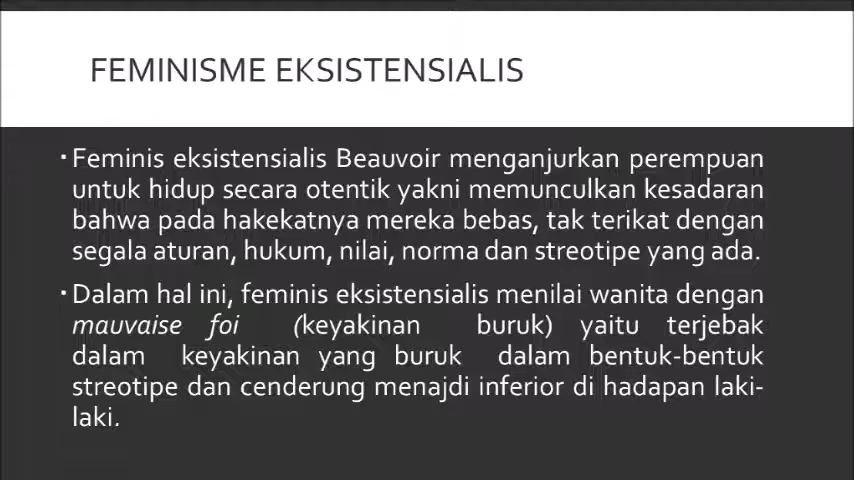 FEMINISME EKSISTENSIALIS
▪ Feminis eksistensialis Beauvoir menganjurkan perempuan
untuk hidup secara otentik yakni memunculkan kesadaran
bahwa pada hakekatnya mereka bebas, tak terikat dengan
segala aturan, hukum, nilai, norma dan streotipe yang ada.
▪ Dalam hal ini, feminis eksistensialis menilai wanita dengan
mauvaise foi (keyakinan buruk) yaitu terjebak
dalam keyakinan yang buruk dalam bentuk-bentuk
streotipe dan cenderung menajdi inferior di hadapan laki-
laki.